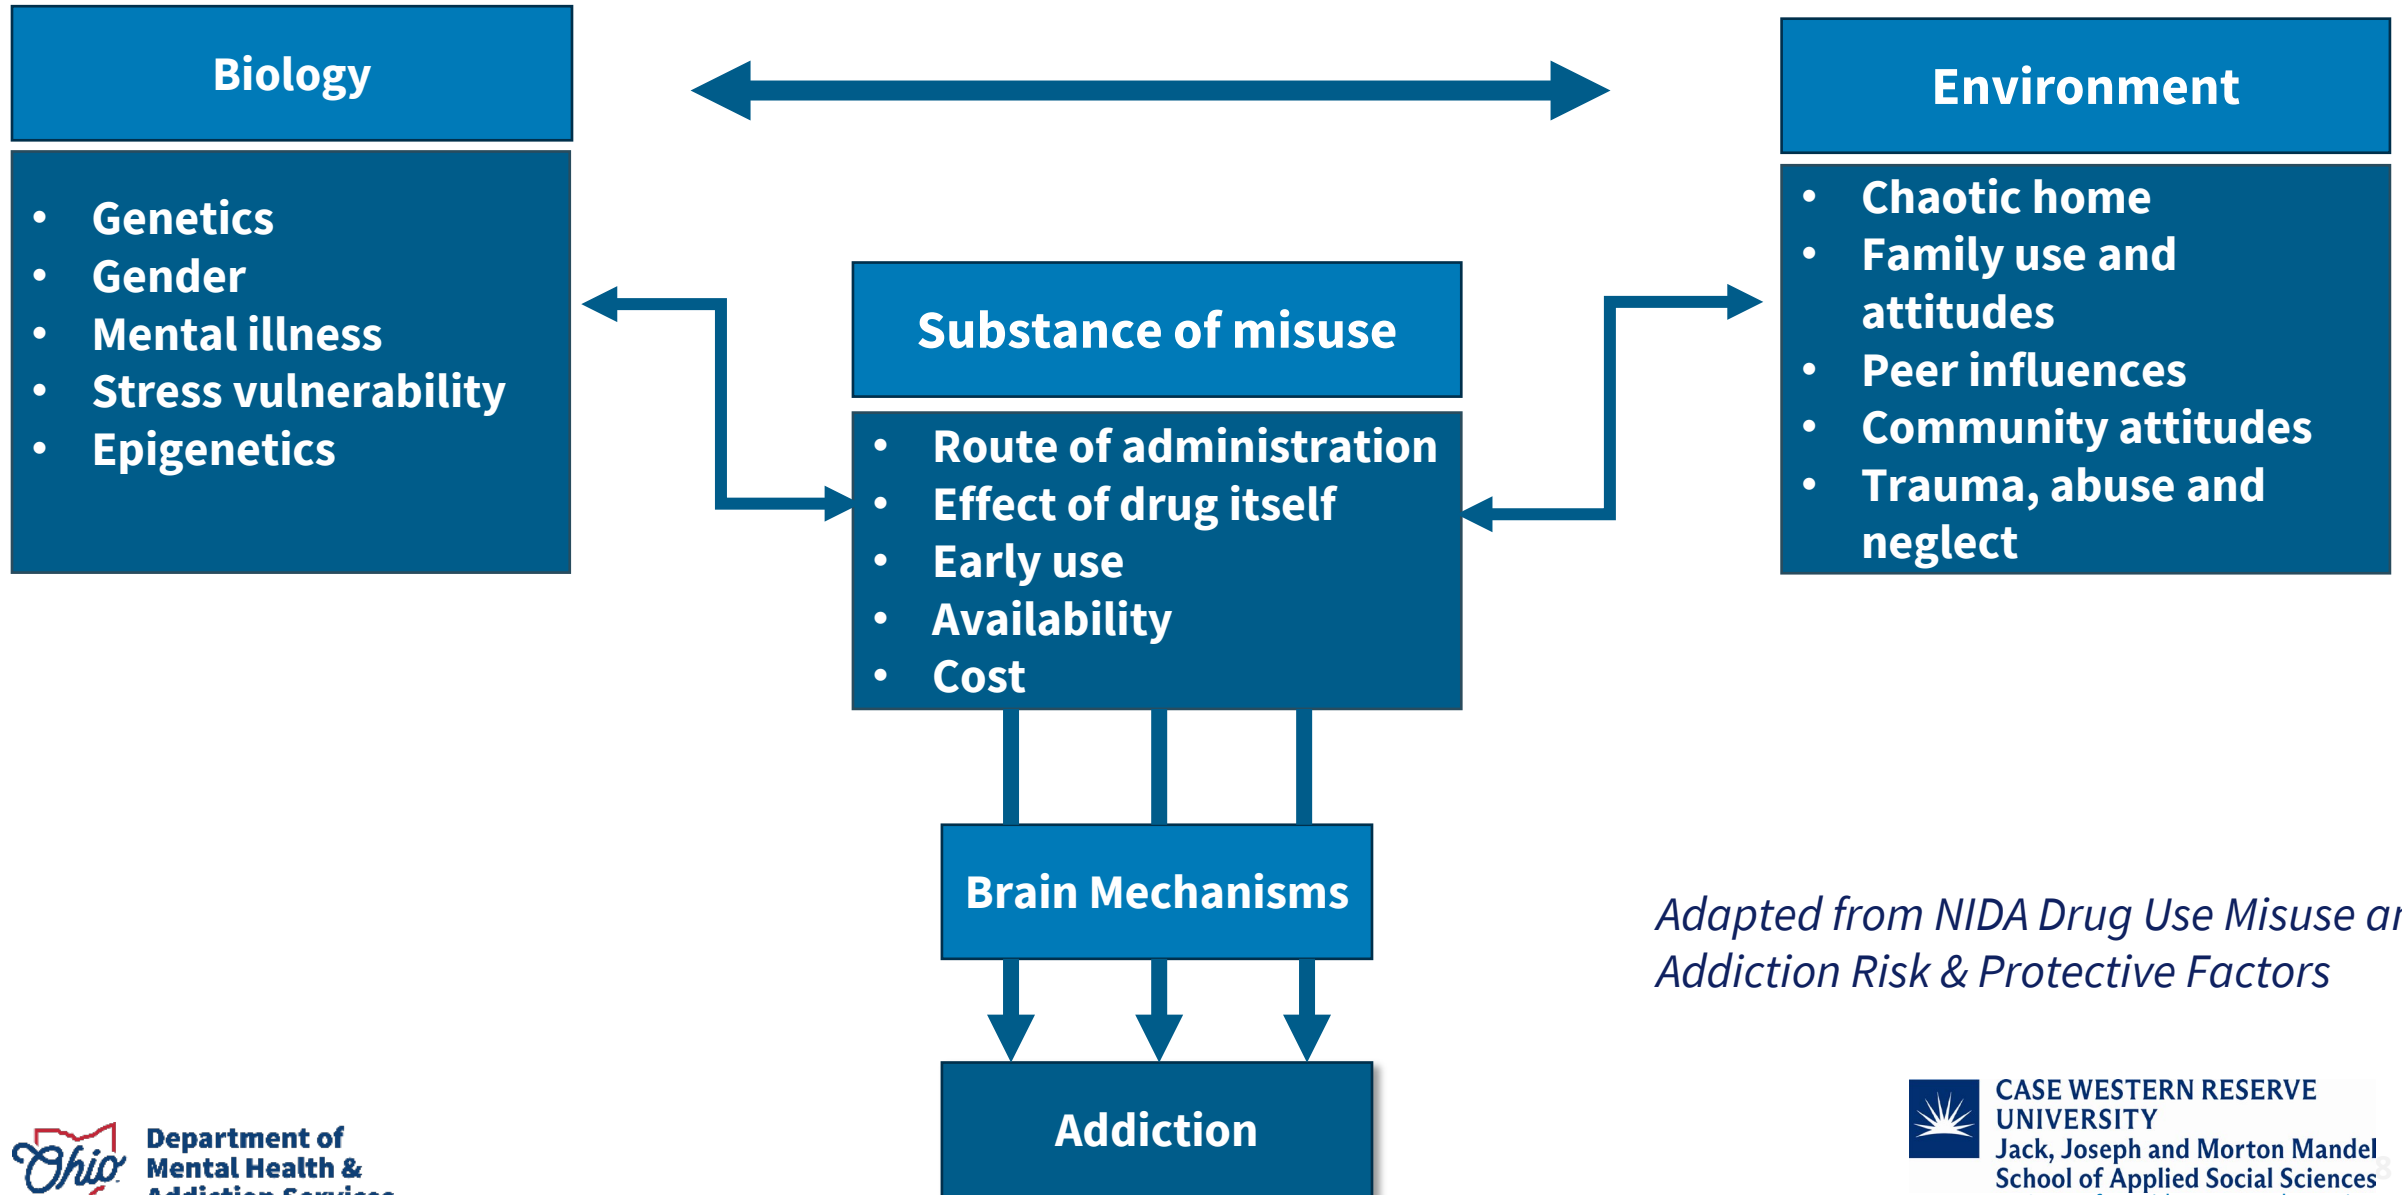 Biology
• Genetics
• Gender
• Mental illness
• Stress vulnerability
• Epigenetics
Environment
• Chaotic home
• Family use and
attitudes
• Peer influences
• Community attitudes
• Trauma, abuse and
neglect
Substance of misuse
• Route of administration
• Effect of drug itself
• Early use
• Availability
• Cost
Brain Mechanisms
Addiction
Adapted from NIDA Drug Use Misuse
Addiction Risk & Protective Factors
Ohio
Department of
Mental Health &
Addiction Services
CASE WESTERN RESERVE
UNIVERSITY
Jack, Joseph and Morton Mandel
School of Applied Social Sciences
8